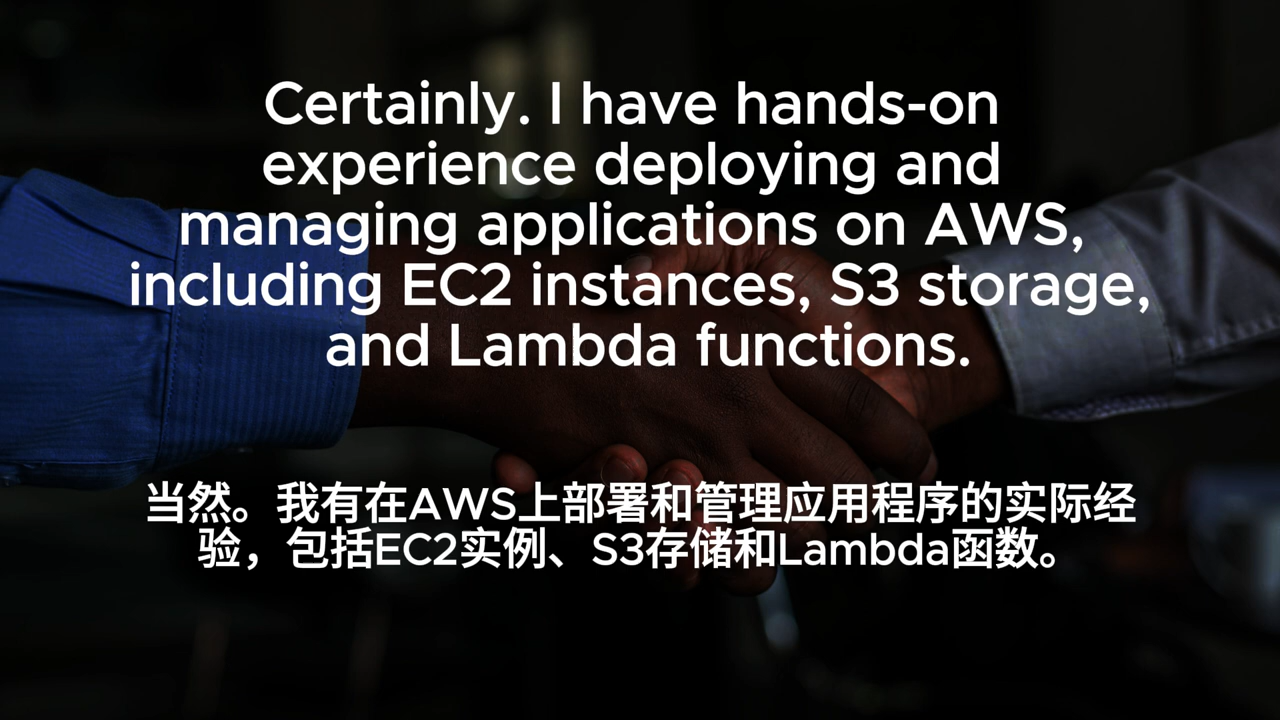 Certainly. I have hands-on
experience deploying and
managing applications on AWS,
including EC2 instances, S3 storage,
and Lambda functions.
当然。我有在AWS上部署和管理应用程序的实际经
验，包括EC2实例、S3存储和Lambda函数。